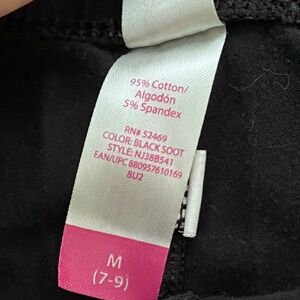 95% Cotton/
Algodón
5% Spandex
RN# 52469
COLOR: BLACK SOOT
STYLE: NJ38B541
EAN/UPC 880957610169
8U2
M
(7-9)